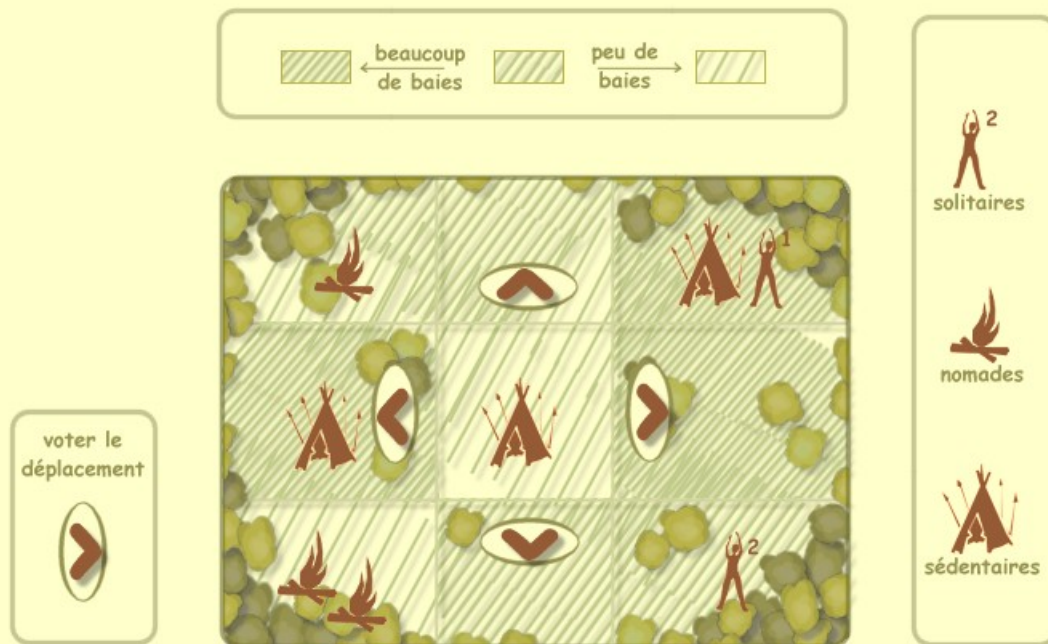 beaucoup
de baies
peu de
baies
2
solitaires
1
nomades
voter le
déplacement
2
sédentaires